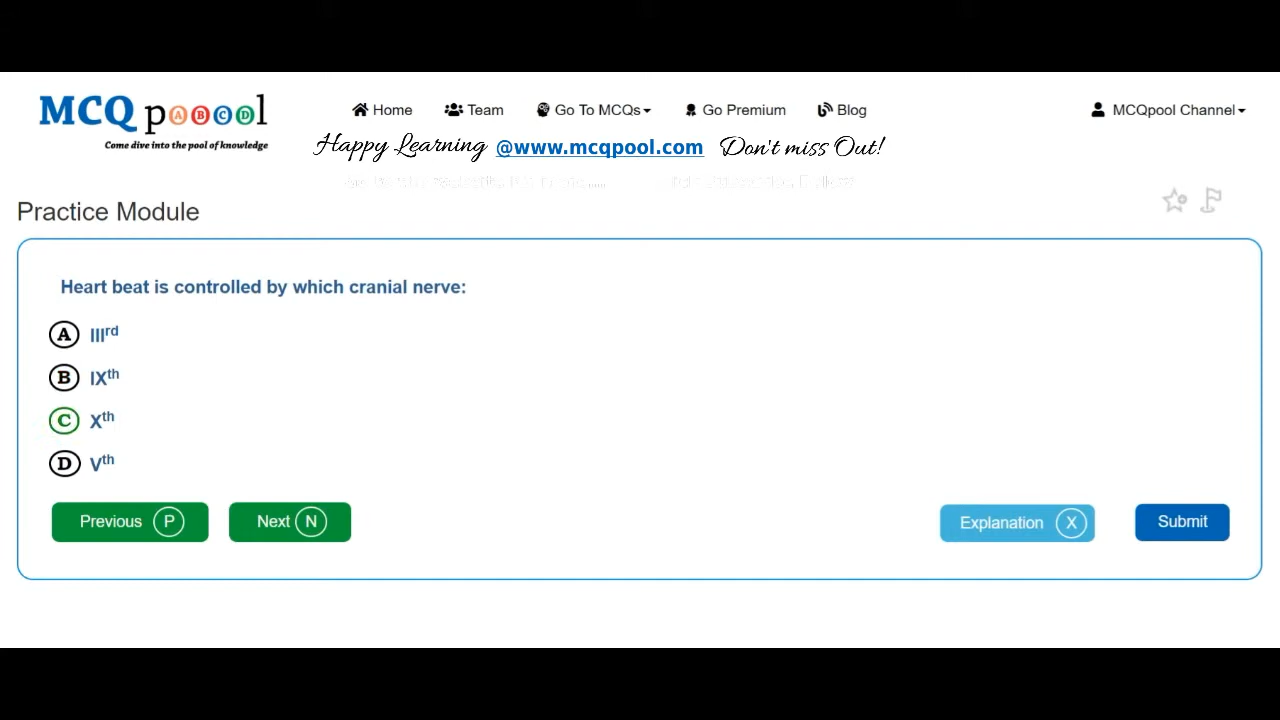 MCQ pool
Come dive into the pool of knowledge
Home Team Go To MCQs Go Premium Blog MCQpool Channel
Happy Learning @www.mcqpool.com Don't miss Out!
Practice Module
Heart beat is controlled by which cranial nerve:
A IIIrd
B IXth
C Xth
D Vth
Previous P Next N Explanation X Submit